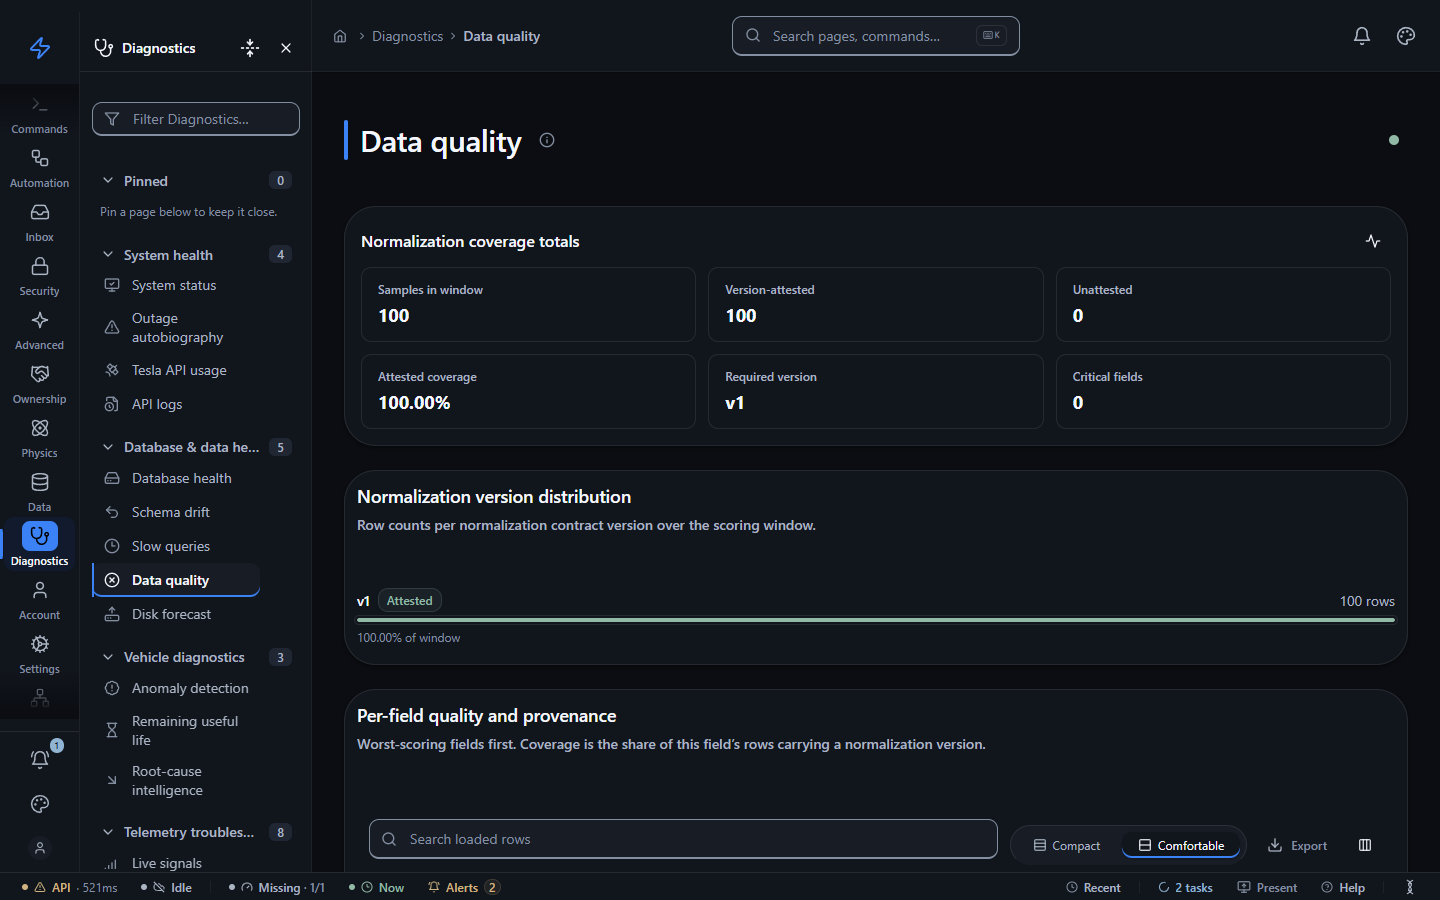 Diagnostics
Diagnostics
Data quality
Search pages, commands...
K
Commands
Automation
Inbox
Security
Advanced
Ownership
Physics
Data
Diagnostics
Account
Settings
1
Filter Diagnostics...
Pinned
0
Pin a page below to keep it close.
System health
4
System status
Outage
autobiography
Tesla API usage
API logs
Database & data he...
5
Database health
Schema drift
Slow queries
Data quality
Disk forecast
Vehicle diagnostics
3
Anomaly detection
Remaining useful
life
Root-cause
intelligence
Telemetry troubles...
8
Live signals
Data quality
Normalization coverage totals
Samples in window
100
Version-attested
100
Unattested
0
Attested coverage
100.00%
Required version
v1
Critical fields
0
Normalization version distribution
Row counts per normalization contract version over the scoring window.
v1 Attested
100 rows
100.00% of window
Per-field quality and provenance
Worst-scoring fields first. Coverage is the share of this field's rows carrying a normalization version.
Search loaded rows
Compact
Comfortable
Export
API · 521ms
Idle
Missing · 1/1
Now
Alerts 2
Recent
2 tasks
Present
Help